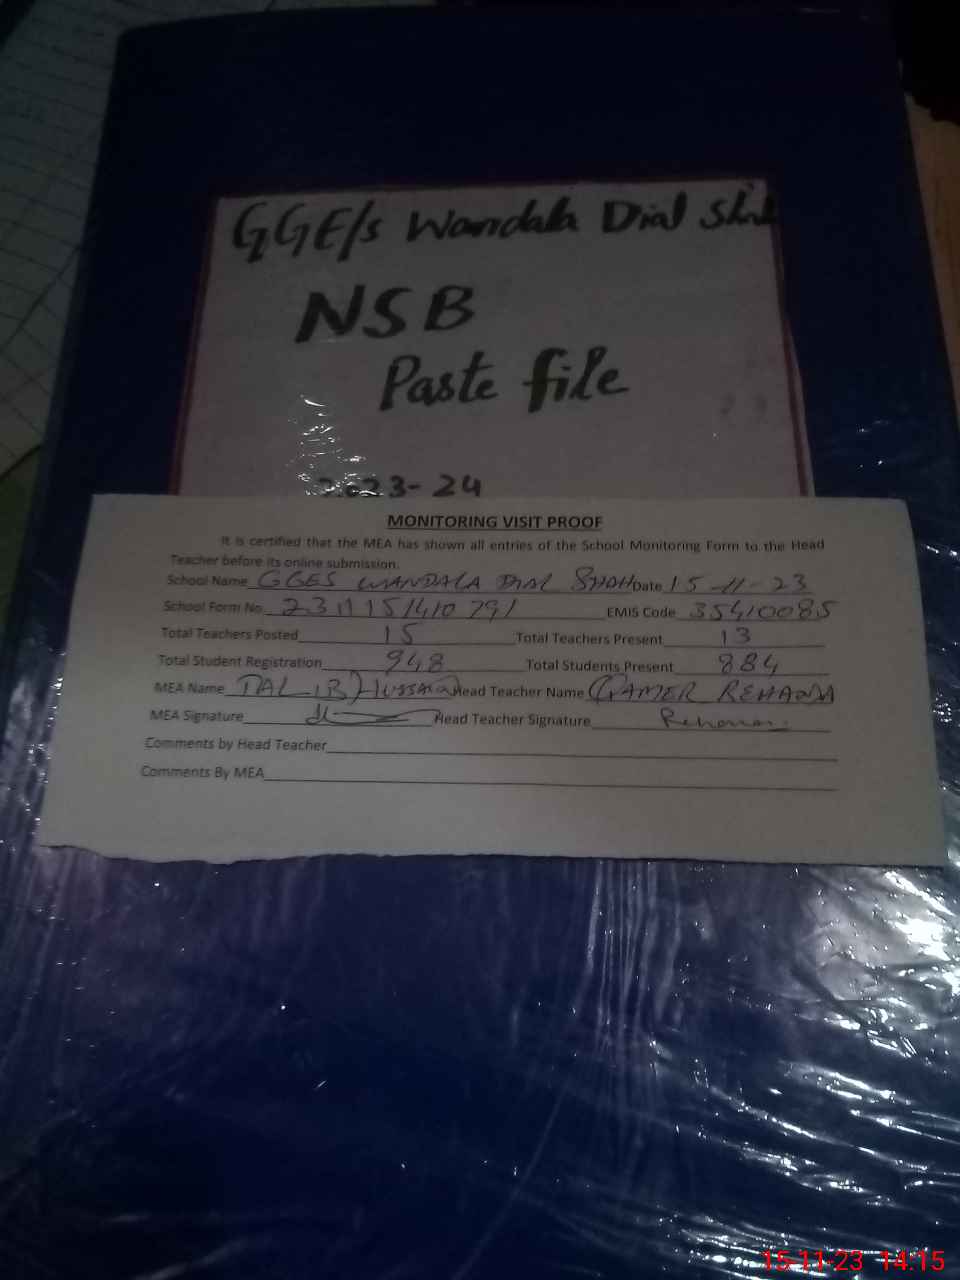 GGE/s Wandala Dial Shah
NSB
Paste file
2023-24
MONITORING VISIT PROOF
It is certified that the MEA has shown all entries of the School Monitoring Form to the Head
Teacher before its online submission.
School Name GGES WANDALA DIAL SHAH Date 15-11-23
School Form No. EMIS Code 35410085
Total Teachers Posted 15 Total Teachers Present 13
Total Student Registration 948 Total Students Present 884
MEA Name HUSSAIN Head Teacher Name QAMER REHANA
MEA Signature Head Teacher Signature Rehana
Comments by Head Teacher
Comments By MEA
15-11-23 14:15